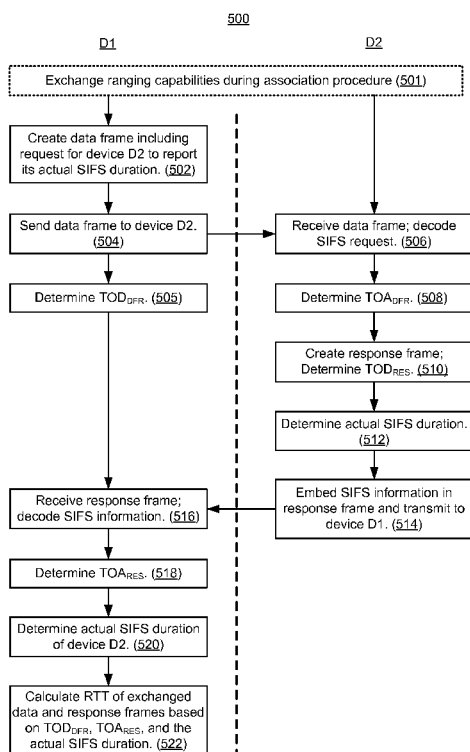 500
D1
D2
Exchange ranging capabilities during association procedure (501)
Create data frame including
request for device D2 to report
its actual SIFS duration. (502)
Send data frame to device D2.
(504)
Receive data frame; decode
SIFS request. (506)
Determine TOD_DFR. (505)
Determine TOA_DFR. (508)
Create response frame;
Determine TOD_RES. (510)
Determine actual SIFS duration.
(512)
Embed SIFS information in
response frame and transmit to
device D1. (514)
Receive response frame;
decode SIFS information. (516)
Determine TOA_RES. (518)
Determine actual SIFS duration
of device D2. (520)
Calculate RTT of exchanged
data and response frames based
on TOD_DFR, TOA_RES, and the
actual SIFS duration. (522)